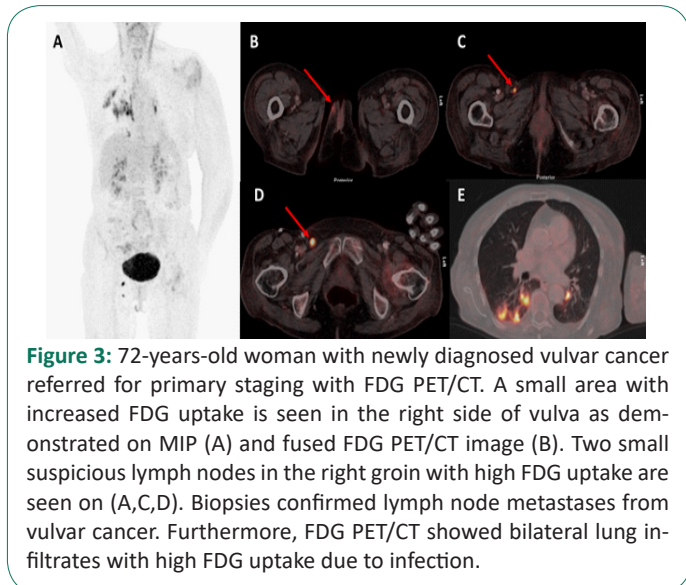 A
B
C
Posterior
Posterior
D
E
Figure 3: 72-years-old woman with newly diagnosed vulvar cancer
referred for primary staging with FDG PET/CT. A small area with
increased FDG uptake is seen in the right side of vulva as dem-
onstrated on MIP (A) and fused FDG PET/CT image (B). Two small
suspicious lymph nodes in the right groin with high FDG uptake are
seen on (A,C,D). Biopsies confirmed lymph node metastases from
vulvar cancer. Furthermore, FDG PET/CT showed bilateral lung in-
filtrates with high FDG uptake due to infection.